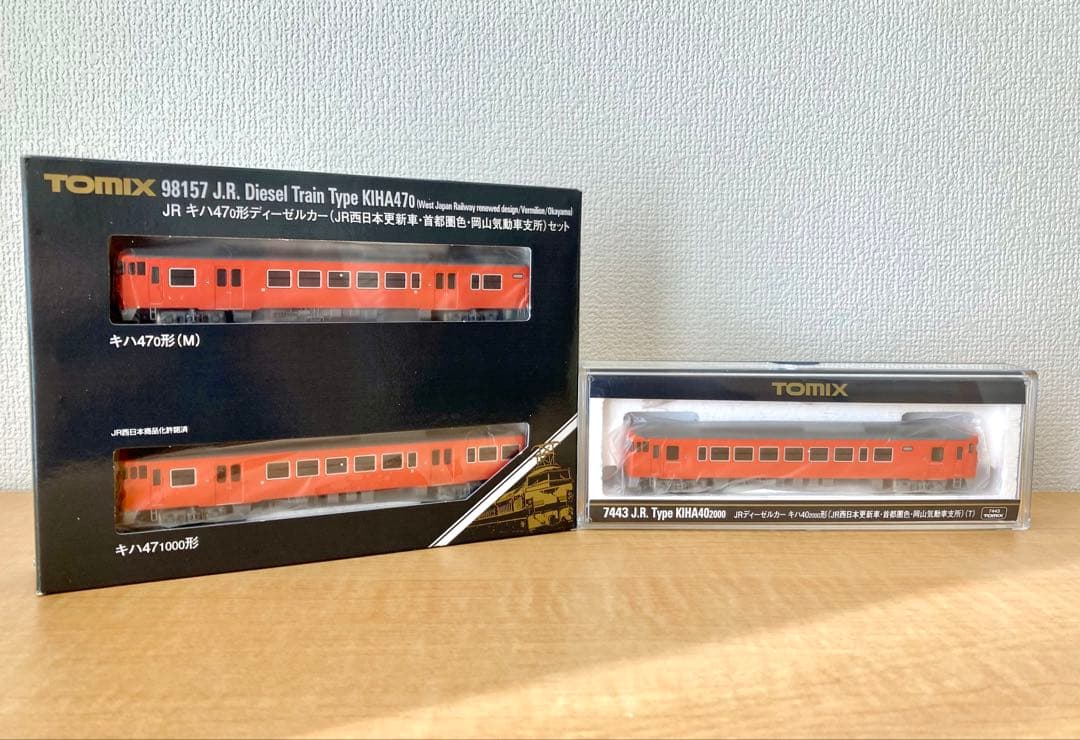 TOMIX 98157 J.R. Diesel Train Type KIHA470 (West Japan Railway renewed design/Vermilion/Okayama)
JR キハ470形ディーゼルカー(JR西日本更新車・首都圏色・岡山気動車支所)セット
キハ470形(M)
JR西日本商品化許諾済
キハ471000形
TOMIX
7443 J.R. Type KIHA402000 JRディーゼルカー キハ402000形(JR西日本更新車・首都圏色・岡山気動車支所)(T)
7443
TOMIX